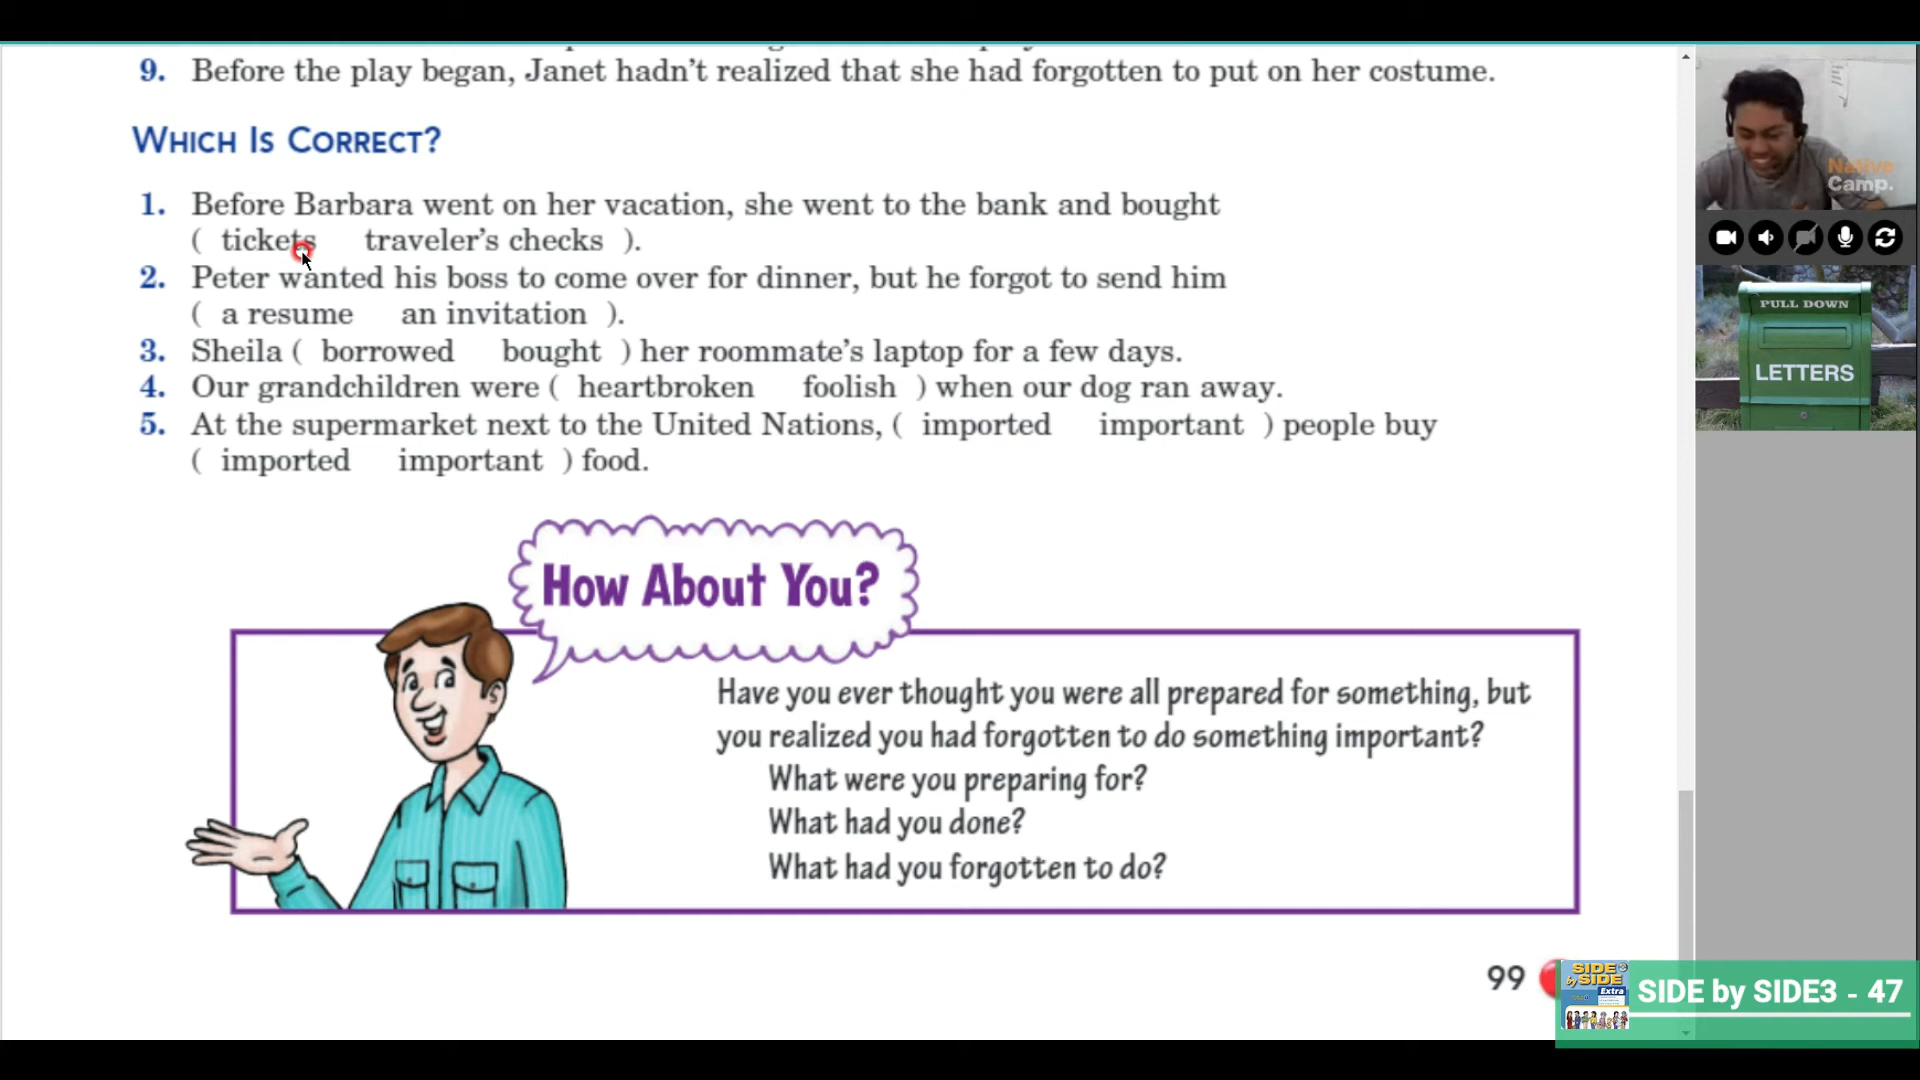 9. Before the play began, Janet hadn't realized that she had forgotten to put on her costume.
WHICH IS CORRECT?
1. Before Barbara went on her vacation, she went to the bank and bought
( tickets traveler's checks ).
2. Peter wanted his boss to come over for dinner, but he forgot to send him
( a resume an invitation ).
3. Sheila ( borrowed bought ) her roommate's laptop for a few days.
4. Our grandchildren were ( heartbroken foolish ) when our dog ran away.
5. At the supermarket next to the United Nations, ( imported important ) people buy
( imported important ) food.
How About You?
Have you ever thought you were all prepared for something, but
you realized you had forgotten to do something important?
What were you preparing for?
What had you done?
What had you forgotten to do?
99
Native
Camp.
PULL DOWN
LETTERS
SIDE
by SIDE
Extra
SIDE by SIDE3 - 47